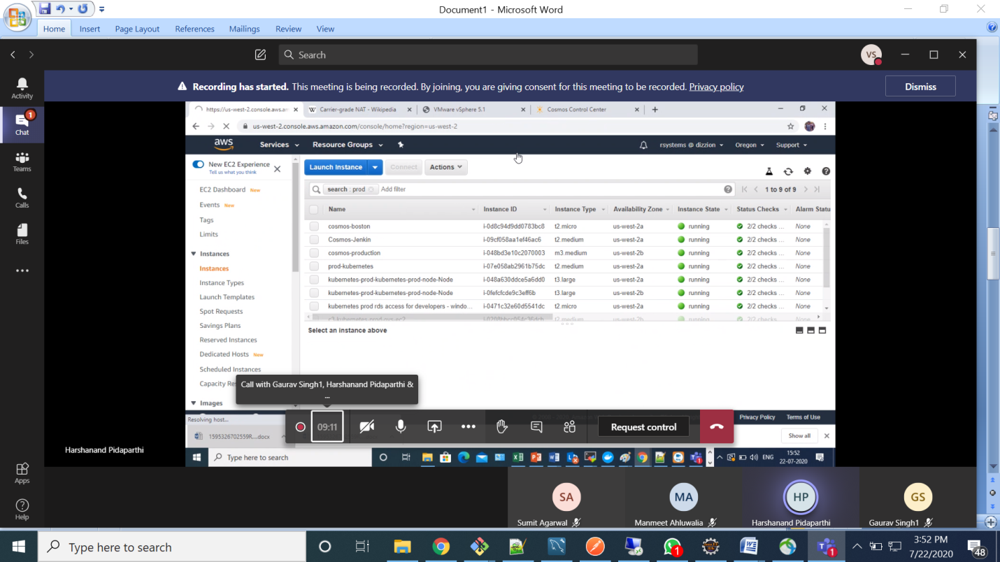 Document1 - Microsoft Word
Home Insert Page Layout References Mailings Review View
Search
VS
Recording has started. This meeting is being recorded. By joining, you are giving consent for this meeting to be recorded. Privacy policy
Dismiss
Activity
1
Chat
Teams
Calls
Files
Apps
Help
https://us-west-2.console.aws.am
Carrier-grade NAT - Wikipedia
VMware vSphere 5.1
Cosmos Control Center
us-west-2.console.aws.amazon.com/console/home?region=us-west-2
aws Services Resource Groups rsystems @ dizzion Oregon Support
New EC2 Experience
Tell us what you think
EC2 Dashboard New
Events New
Tags
Limits
Instances
Instances
Instance Types
Launch Templates
Spot Requests
Savings Plans
Reserved Instances
Dedicated Hosts New
Scheduled Instances
Capacity Re
Images
Launch Instance Connect Actions
search : prod Add filter 1 to 9 of 9
Name Instance ID Instance Type Availability Zone Instance State Status Checks Alarm Statu
cosmos-boston i-0d8c94d9dd0783bc8 t2.micro us-west-2a running 2/2 checks ... None
Cosmos-Jenkin i-09cf058aa1ef46ac6 t2.medium us-west-2a running 2/2 checks ... None
cosmos-production i-048bd3e10c2070003 m3.medium us-west-2b running 2/2 checks ... None
prod-kubernetes i-07e058ab2961b75dc t2.medium us-west-2a running 2/2 checks ... None
kubernetes-prod-kubernetes-prod-node-Node i-048a630ddce5a6dd0 t3.large us-west-2a running 2/2 checks ... None
kubernetes-prod-kubernetes-prod-node-Node i-0fefcfcde9c3eff6b t3.large us-west-2b running 2/2 checks ... None
kubernetes prod rds access for developers - windo... i-0471c32e60d5541dc t2.micro us-west-2a running 2/2 checks ... None
Select an instance above
Call with Gaurav Singh1, Harshanand Pidaparthi &
...
09:11
Request control
Privacy Policy Terms of Use
Resolving host...
1595326702559R....docx
Show all
Type here to search
ENG
15:52
22-07-2020
Harshanand Pidaparthi
SA
Sumit Agarwal
MA
Manmeet Ahluwalia
HP
Harshanand Pidaparthi
GS
Gaurav Singh1
Type here to search
1
1
3:52 PM
7/22/2020
48